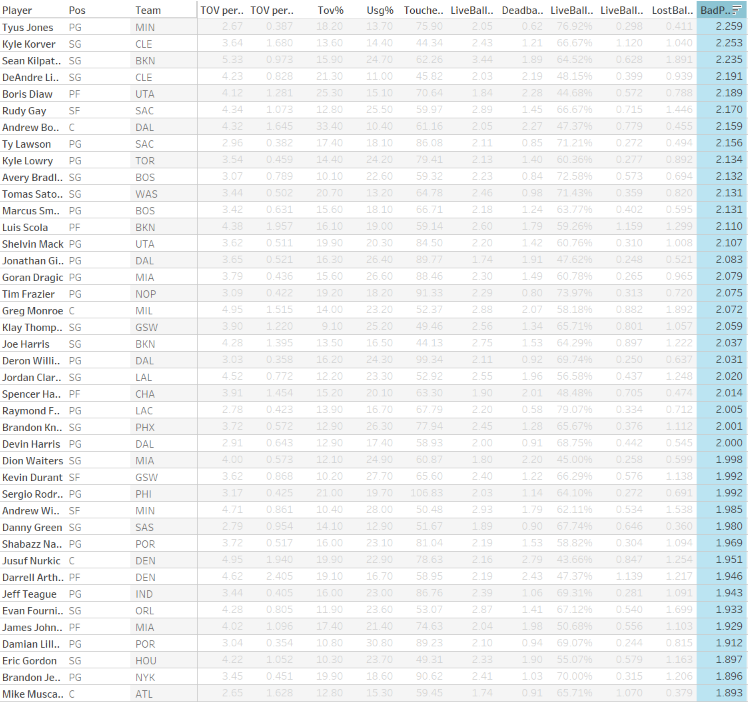 Player Pos Team TOV per.. TOV per.. Tov% Usg% Touche.. LiveBall.. Deadba.. LiveBall.. LiveBall.. LostBal.. BadP..
Tyus Jones PG MIN 2.67 0.387 18.20 13.70 75.90 2.05 0.62 76.92% 0.298 0.411 2.259
Kyle Korver SG CLE 3.64 1.680 13.60 14.40 44.34 2.43 1.21 66.67% 1.120 1.040 2.253
Sean Kilpat.. SG BKN 5.33 0.973 15.90 24.70 62.26 3.44 1.89 64.52% 0.628 1.891 2.235
DeAndre Li.. SG CLE 4.23 0.828 21.30 11.00 45.82 2.03 2.19 48.15% 0.399 0.939 2.191
Boris Diaw PF UTA 4.12 1.281 25.30 15.10 70.64 1.84 2.28 44.68% 0.572 0.788 2.189
Rudy Gay SF SAC 4.34 1.073 12.80 25.50 59.97 2.89 1.45 66.67% 0.715 1.446 2.170
Andrew Bo.. C DAL 4.32 1.645 33.40 10.40 61.16 2.05 2.27 47.37% 0.779 0.455 2.159
Ty Lawson PG SAC 2.96 0.382 17.40 18.10 86.08 2.11 0.85 71.21% 0.272 0.494 2.156
Kyle Lowry PG TOR 3.54 0.459 14.40 24.20 79.41 2.13 1.40 60.36% 0.277 0.892 2.134
Avery Bradl.. SG BOS 3.07 0.789 10.10 22.60 59.32 2.23 0.84 72.58% 0.573 0.694 2.132
Tomas Sato.. SG WAS 3.44 0.502 20.70 13.20 64.78 2.46 0.98 71.43% 0.359 0.820 2.131
Marcus Sm.. PG BOS 3.42 0.631 15.60 18.10 66.71 2.18 1.24 63.77% 0.402 0.595 2.131
Luis Scola PF BKN 4.38 1.957 16.10 19.00 59.14 2.60 1.79 59.26% 1.159 1.299 2.110
Shelvin Mack PG UTA 3.62 0.511 19.90 20.30 84.50 2.20 1.42 60.76% 0.310 1.008 2.107
Jonathan Gi.. PG DAL 3.65 0.521 16.30 26.40 89.77 1.74 1.91 47.62% 0.248 0.521 2.083
Goran Dragic PG MIA 3.79 0.436 15.60 26.60 88.46 2.30 1.49 60.78% 0.265 0.965 2.079
Tim Frazier PG NOP 3.09 0.422 19.20 18.20 91.33 2.29 0.80 73.97% 0.313 0.720 2.075
Greg Monroe C MIL 4.95 1.515 14.00 23.20 52.37 2.88 2.07 58.18% 0.882 1.892 2.072
Klay Thomp.. SG GSW 3.90 1.220 9.10 25.20 49.46 2.56 1.34 65.71% 0.801 1.057 2.059
Joe Harris SG BKN 4.28 1.395 13.50 16.50 44.13 2.75 1.53 64.29% 0.897 1.222 2.037
Deron Willi.. PG DAL 3.03 0.358 16.20 24.30 99.34 2.11 0.92 69.74% 0.250 0.637 2.031
Jordan Clar.. SG LAL 4.52 0.772 12.20 23.30 52.92 2.55 1.96 56.58% 0.437 1.248 2.020
Spencer Ha.. PF CHA 3.91 1.454 15.20 20.10 63.30 1.90 2.01 48.48% 0.705 0.474 2.014
Raymond F.. PG LAC 2.78 0.423 13.90 16.70 67.79 2.20 0.58 79.07% 0.334 0.712 2.005
Brandon Kn.. SG PHX 3.72 0.572 12.90 26.30 77.94 2.45 1.28 65.67% 0.376 1.112 2.001
Devin Harris PG DAL 2.91 0.643 12.90 17.40 58.93 2.00 0.91 68.75% 0.442 0.545 2.000
Dion Waiters SG MIA 4.00 0.573 12.10 24.90 60.87 1.80 2.20 45.00% 0.258 0.599 1.998
Kevin Durant SF GSW 3.62 0.868 10.20 27.70 65.60 2.40 1.22 66.29% 0.576 1.138 1.992
Sergio Rodr.. PG PHI 3.17 0.425 21.00 19.70 106.83 2.03 1.14 64.10% 0.272 0.691 1.992
Andrew Wi.. SF MIN 4.71 0.861 10.40 28.00 50.48 2.93 1.79 62.11% 0.534 1.538 1.985
Danny Green SG SAS 2.79 0.954 14.10 12.90 51.67 1.89 0.90 67.74% 0.646 0.360 1.980
Shabazz Na.. PG POR 3.72 0.517 16.00 23.10 81.04 2.19 1.53 58.82% 0.304 1.094 1.969
Jusuf Nurkic C DEN 4.95 1.940 19.90 22.90 78.63 2.16 2.79 43.66% 0.847 1.254 1.951
Darrell Arth.. PF DEN 4.62 2.405 19.10 16.70 58.95 2.19 2.43 47.37% 1.139 1.217 1.946
Jeff Teague PG IND 3.44 0.405 16.00 23.00 86.76 2.39 1.06 69.31% 0.281 1.091 1.943
Evan Fourni.. SG ORL 4.28 0.805 11.90 23.60 53.07 2.87 1.41 67.12% 0.540 1.699 1.933
James John.. PF MIA 4.02 1.096 17.40 21.40 74.63 2.04 1.98 50.68% 0.556 1.103 1.929
Damian Lill.. PG POR 3.04 0.354 10.80 30.80 89.23 2.10 0.94 69.07% 0.244 0.815 1.912
Eric Gordon SG HOU 4.22 1.052 10.30 23.70 49.31 2.33 1.90 55.07% 0.579 1.163 1.897
Brandon Je.. PG NYK 3.45 0.451 19.90 18.60 90.62 2.41 1.03 70.00% 0.315 1.206 1.896
Mike Musca.. C ATL 2.65 1.628 12.80 15.30 59.45 1.74 0.91 65.71% 1.070 0.379 1.893